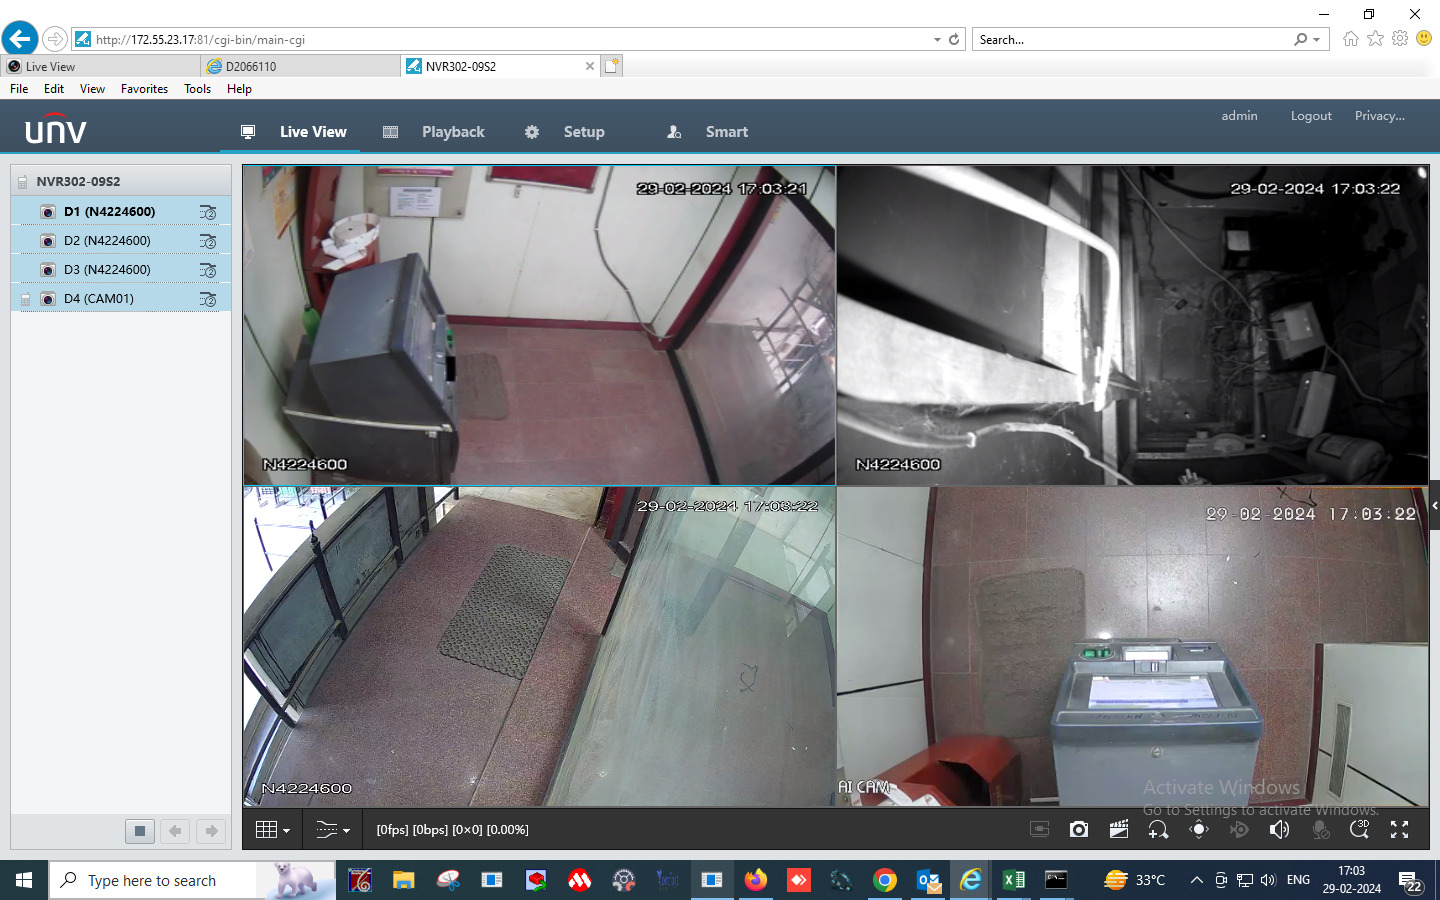 http://172.55.23.17:81/cgi-bin/main-cgi
Search...
Live View
D2066110
NVR302-09S2
File Edit View Favorites Tools Help
unv
Live View
Playback
Setup
Smart
admin
Logout
Privacy...
NVR302-09S2
D1 (N4224600)
D2 (N4224600)
D3 (N4224600)
D4 (CAM01)
29-02-2024 17:03:21
N4224600
29-02-2024 17:03:22
N4224600
29-02-2024 17:03:22
N4224600
29-02-2024 17:03:22
AI CAM
Activate Windows
Go to Settings to activate Windows.
[0fps] [0bps] [0×0] [0.00%]
3D
Type here to search
33°C
ENG
17:03
29-02-2024
22